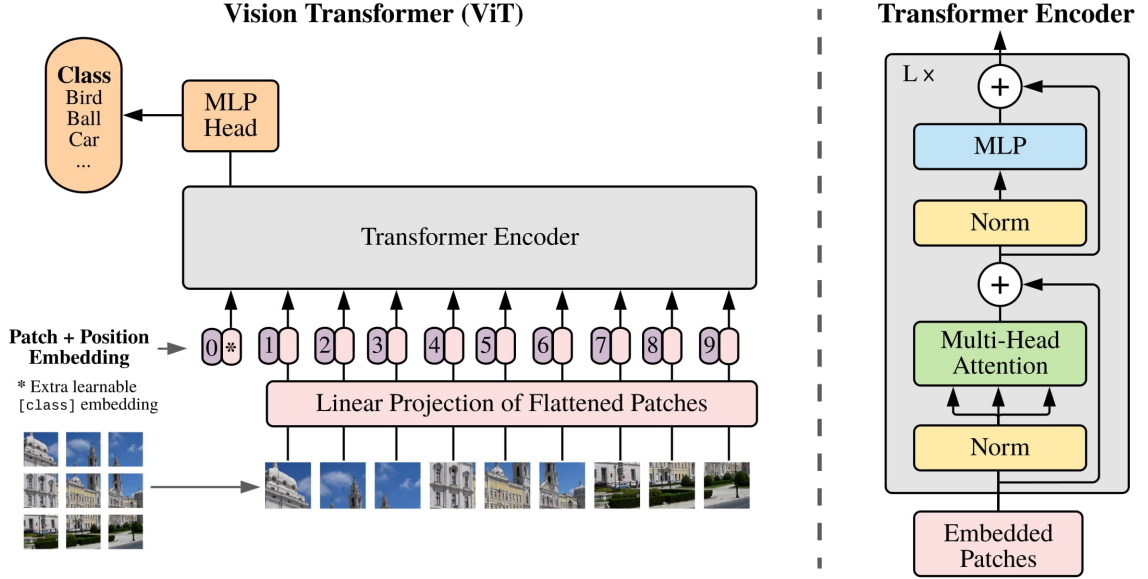 Vision Transformer (ViT)
Class
Bird
Ball
Car
...
MLP
Head
Transformer Encoder
Patch + Position
Embedding
* Extra learnable
[class] embedding
0 * 1 2 3 4 5 6 7 8 9
Linear Projection of Flattened Patches
Transformer Encoder
L ×
+
MLP
Norm
+
Multi-Head
Attention
Norm
Embedded
Patches